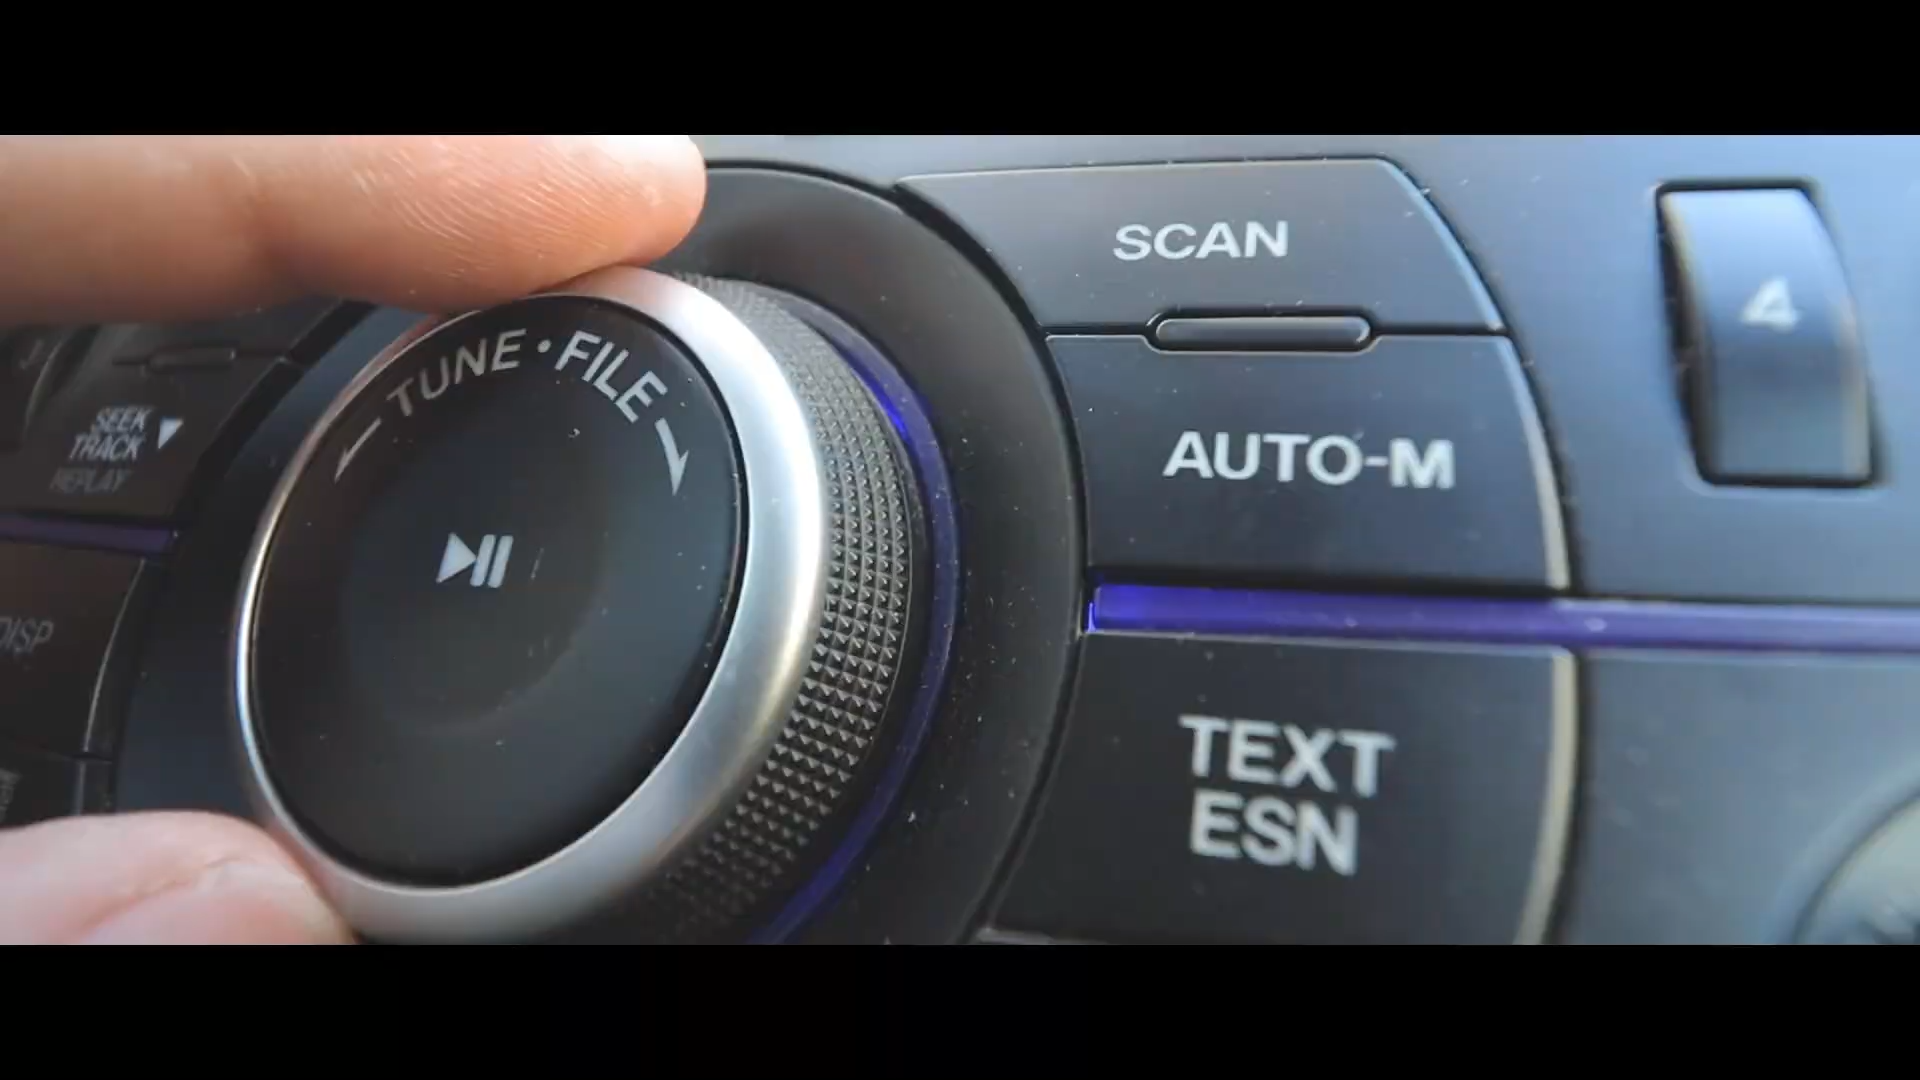 TUNE·FILE
SCAN
4
SEEK
TRACK
REPLAY
AUTO-M
DISP
TEXT
ESN